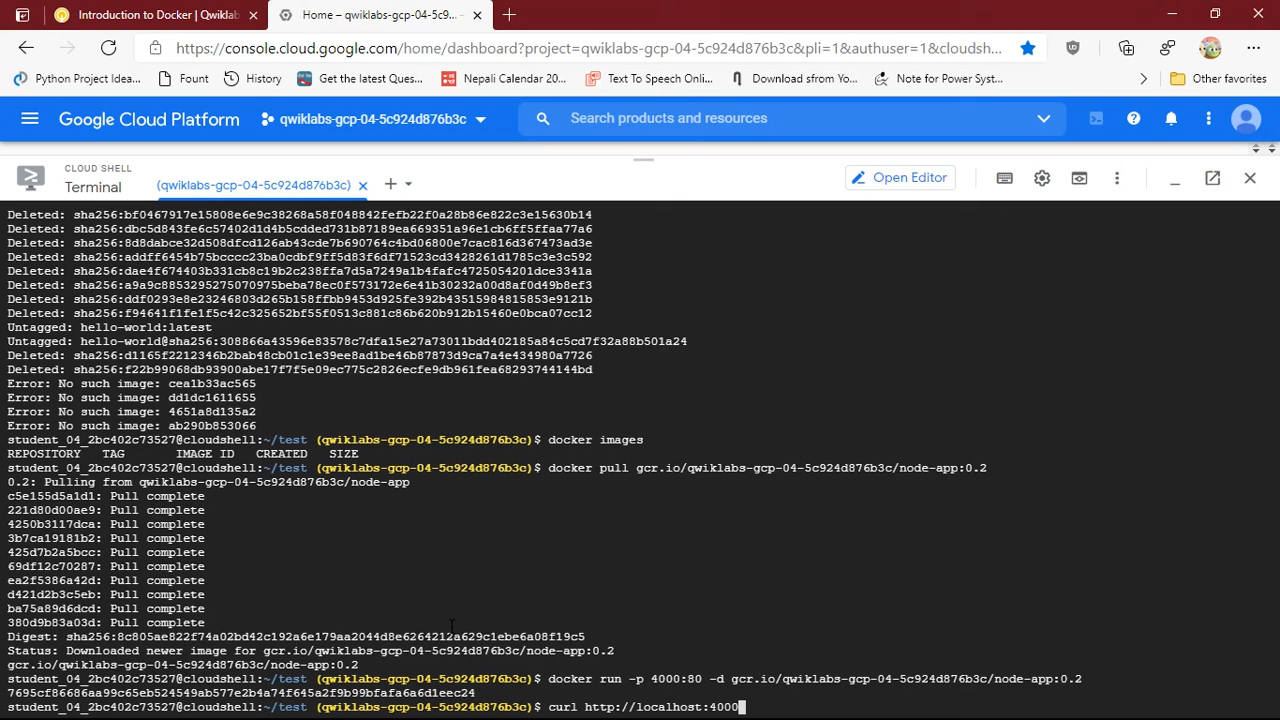 Introduction to Docker | Qwiklab
Home – qwiklabs-gcp-04-5c9...
https://console.cloud.google.com/home/dashboard?project=qwiklabs-gcp-04-5c924d876b3c&pli=1&authuser=1&cloudsh...
Python Project Idea...
Fount
History
Get the latest Ques...
Nepali Calendar 20...
Text To Speech Onli...
Download sfrom Yo...
Note for Power Syst...
Other favorites
Google Cloud Platform
qwiklabs-gcp-04-5c924d876b3c
Search products and resources
CLOUD SHELL
Terminal
(qwiklabs-gcp-04-5c924d876b3c)
Open Editor
Deleted: sha256:bf0467917e15808e6e9c38268a58f048842fefb22f0a28b86e822c3e15630b14
Deleted: sha256:dbc5d843fe6c57402d1d4b5cdded731b87189ea669351a96e1cb6ff5ffaa77a6
Deleted: sha256:8d8dabce32d508dfcd126ab43cde7b690764c4bd06800e7cac816d367473ad3e
Deleted: sha256:addff6454b75bcccc23ba0cdbf9ff5d83f6df71523cd3428261d1785c3e3c592
Deleted: sha256:dae4f674403b331cb8c19b2c238ffa7d5a7249a1b4fafc4725054201dce3341a
Deleted: sha256:a9a9c8853295275070975beba78ec0f573172e6e41b30232a00d8af0d49b8ef3
Deleted: sha256:ddf0293e8e23246803d265b158ffbb9453d925fe392b43515984815853e9121b
Deleted: sha256:f94641f1fe1f5c42c325652bf55f0513c881c86b620b912b15460e0bca07cc12
Untagged: hello-world:latest
Untagged: hello-world@sha256:308866a43596e83578c7dfa15e27a73011bdd402185a84c5cd7f32a88b501a24
Deleted: sha256:d1165f2212346b2bab48cb01c1e39ee8ad1be46b87873d9ca7a4e434980a7726
Deleted: sha256:f22b99068db93900abe17f7f5e09ec775c2826ecfe9db961fea68293744144bd
Error: No such image: cea1b33ac565
Error: No such image: dd1dc1611655
Error: No such image: 4651a8d135a2
Error: No such image: ab290b853066
student_04_2bc402c73527@cloudshell:~/test (qwiklabs-gcp-04-5c924d876b3c)$ docker images
REPOSITORY   TAG       IMAGE ID   CREATED   SIZE
student_04_2bc402c73527@cloudshell:~/test (qwiklabs-gcp-04-5c924d876b3c)$ docker pull gcr.io/qwiklabs-gcp-04-5c924d876b3c/node-app:0.2
0.2: Pulling from qwiklabs-gcp-04-5c924d876b3c/node-app
c5e155d5a1d1: Pull complete
221d80d00ae9: Pull complete
4250b3117dca: Pull complete
3b7ca19181b2: Pull complete
425d7b2a5bcc: Pull complete
69df12c70287: Pull complete
ea2f5386a42d: Pull complete
d421d2b3c5eb: Pull complete
ba75a89d6dcd: Pull complete
380d9b83a03d: Pull complete
Digest: sha256:8c805ae822f74a02bd42c192a6e179aa2044d8e6264212a629c1ebe6a08f19c5
Status: Downloaded newer image for gcr.io/qwiklabs-gcp-04-5c924d876b3c/node-app:0.2
gcr.io/qwiklabs-gcp-04-5c924d876b3c/node-app:0.2
student_04_2bc402c73527@cloudshell:~/test (qwiklabs-gcp-04-5c924d876b3c)$ docker run -p 4000:80 -d gcr.io/qwiklabs-gcp-04-5c924d876b3c/node-app:0.2
7695cf86686aa99c65eb524549ab577e2b4a74f645a2f9b99bfafa6a6d1eec24
student_04_2bc402c73527@cloudshell:~/test (qwiklabs-gcp-04-5c924d876b3c)$ curl http://localhost:4000